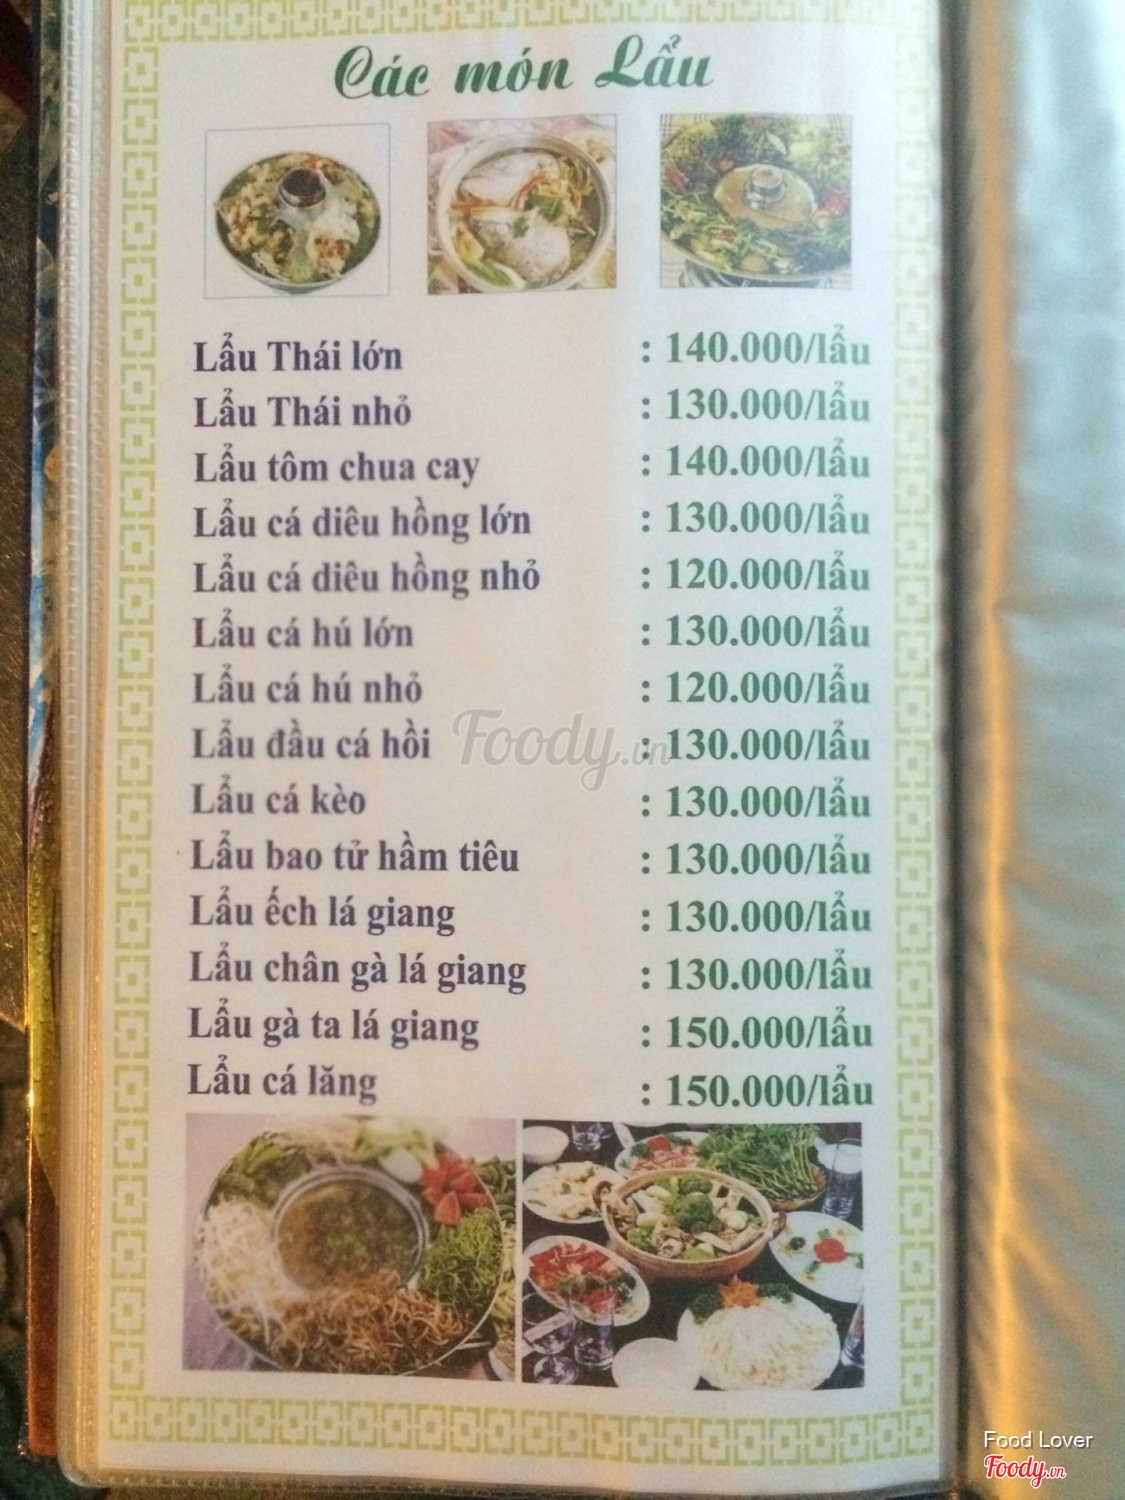 Các món Lẩu
Lẩu Thái lớn : 140.000/lẩu
Lẩu Thái nhỏ : 130.000/lẩu
Lẩu tôm chua cay : 140.000/lẩu
Lẩu cá diêu hồng lớn : 130.000/lẩu
Lẩu cá diêu hồng nhỏ : 120.000/lẩu
Lẩu cá hú lớn : 130.000/lẩu
Lẩu cá hú nhỏ : 120.000/lẩu
Lẩu đầu cá hồi : 130.000/lẩu
Foody.vn
Lẩu cá kèo : 130.000/lẩu
Lẩu bao tử hầm tiêu : 130.000/lẩu
Lẩu ếch lá giang : 130.000/lẩu
Lẩu chân gà lá giang : 130.000/lẩu
Lẩu gà ta lá giang : 150.000/lẩu
Lẩu cá lăng : 150.000/lẩu
Food Lover
Foody.vn